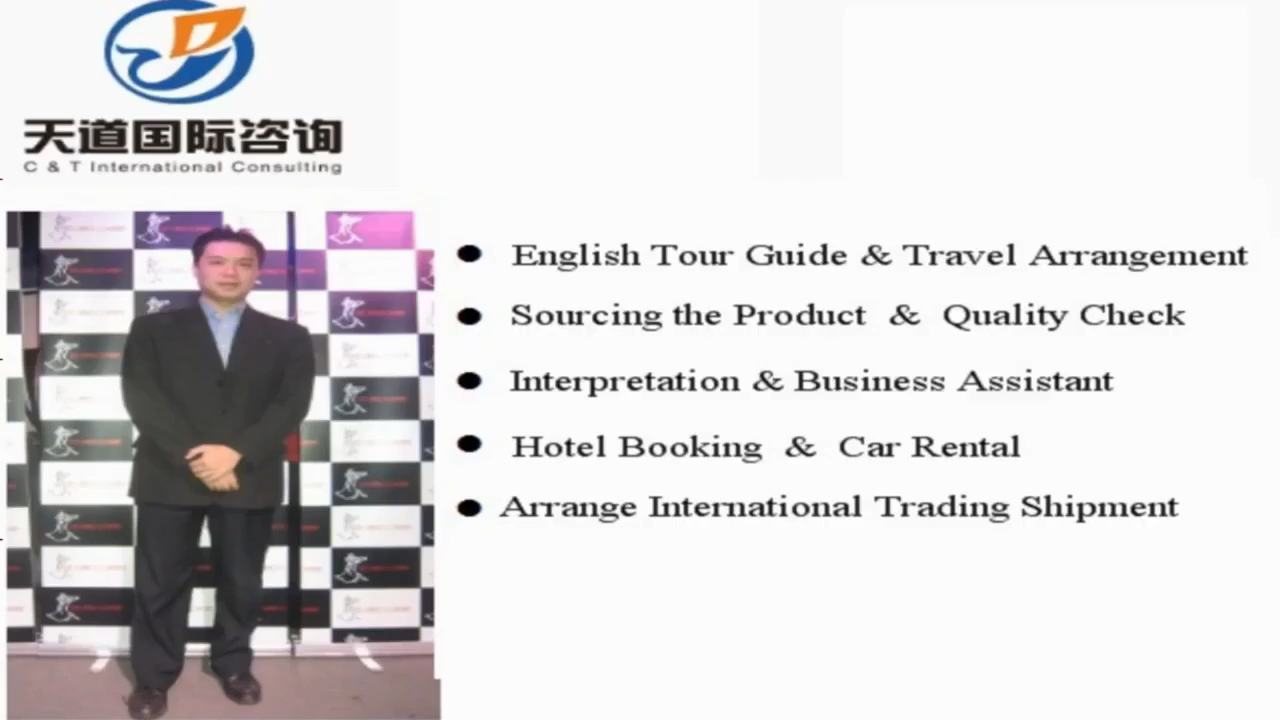 天道国际咨询
C & T International Consulting
English Tour Guide & Travel Arrangement
Sourcing the Product & Quality Check
Interpretation & Business Assistant
Hotel Booking & Car Rental
Arrange International Trading Shipment